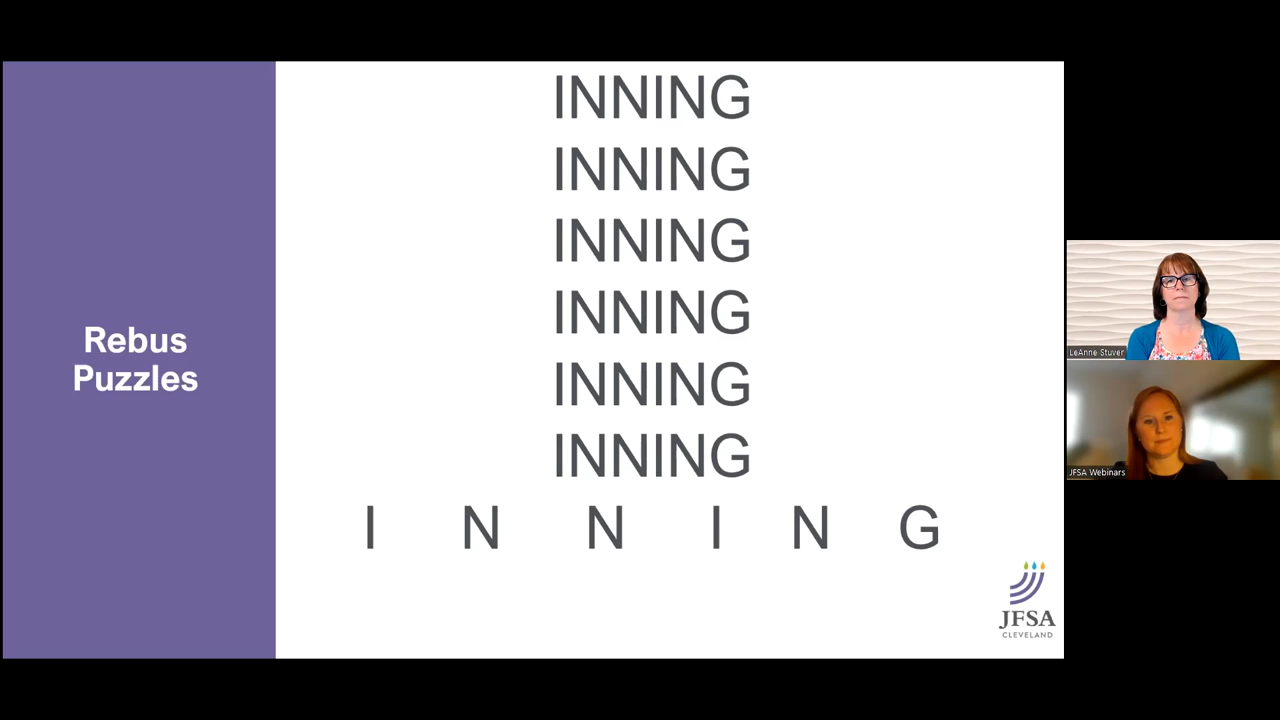 Rebus
Puzzles
INNING
INNING
INNING
INNING
INNING
INNING
I N N I N G
JFSA
CLEVELAND
LeAnne Stuver
JFSA Webinars